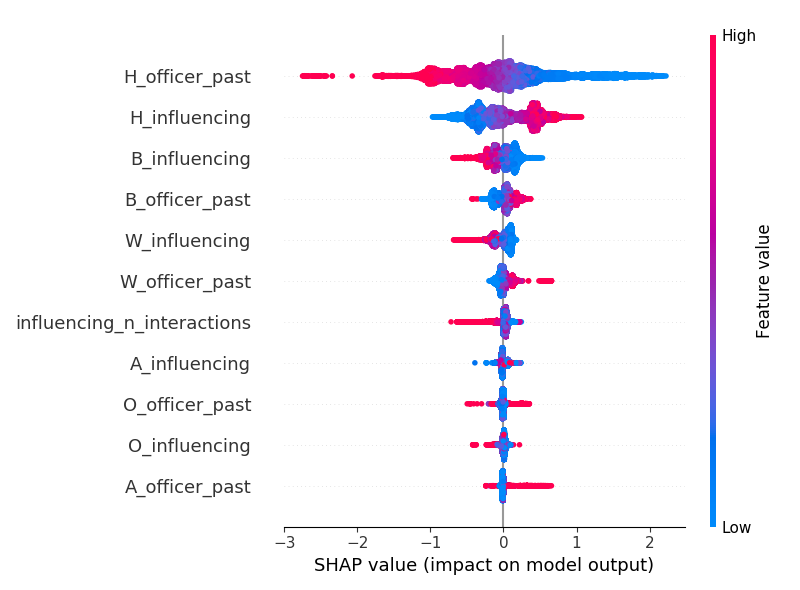 High
H_officer_past
H_influencing
B_influencing
B_officer_past
W_influencing
W_officer_past
influencing_n_interactions
A_influencing
O_officer_past
O_influencing
A_officer_past
Feature value
Low
−3 −2 −1 0 1 2
SHAP value (impact on model output)